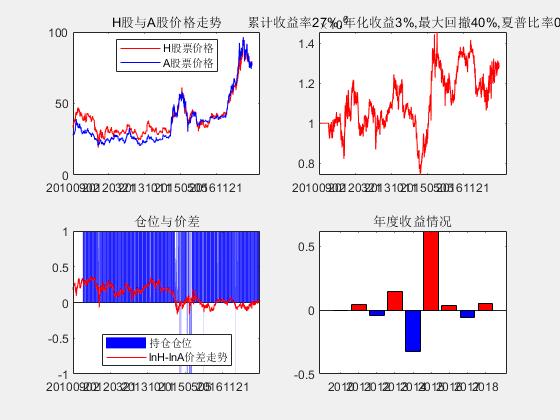 H股与A股价格走势
100
50
0
H股票价格
A股票价格
累计收益率27%,年化收益3%,最大回撤40%,夏普比率0
1.4
1.2
1
0.8
仓位与价差
1
0.5
0
-0.5
-1
持仓仓位
lnH-lnA价差走势
年度收益情况
0.5
0
-0.5
2018